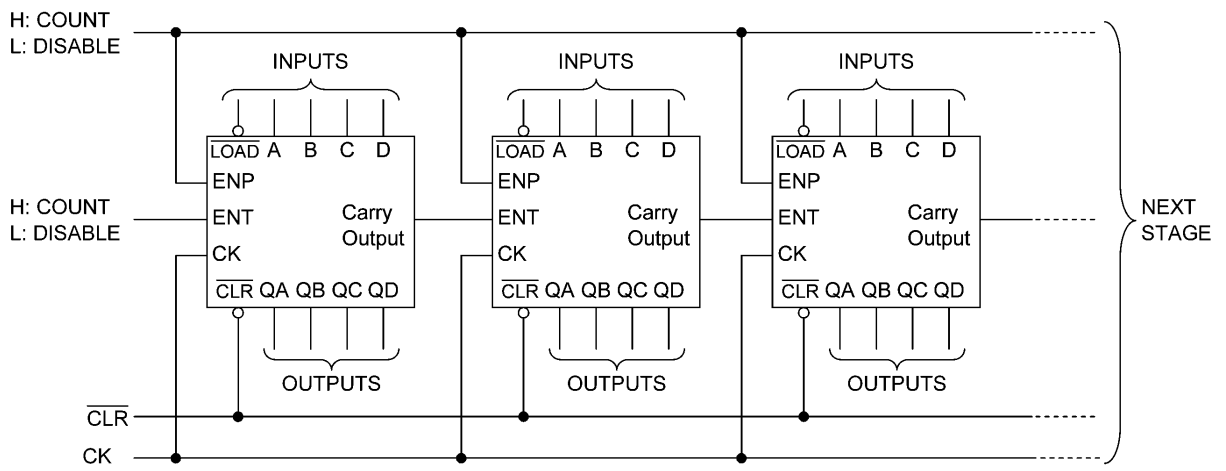 H: COUNT
L: DISABLE
INPUTS INPUTS INPUTS
LOAD A B C D LOAD A B C D LOAD A B C D
ENP ENP ENP
H: COUNT
L: DISABLE
ENT Carry Output ENT Carry Output ENT Carry Output
NEXT
STAGE
CK CK CK
CLR QA QB QC QD CLR QA QB QC QD CLR QA QB QC QD
OUTPUTS OUTPUTS OUTPUTS
CLR
CK